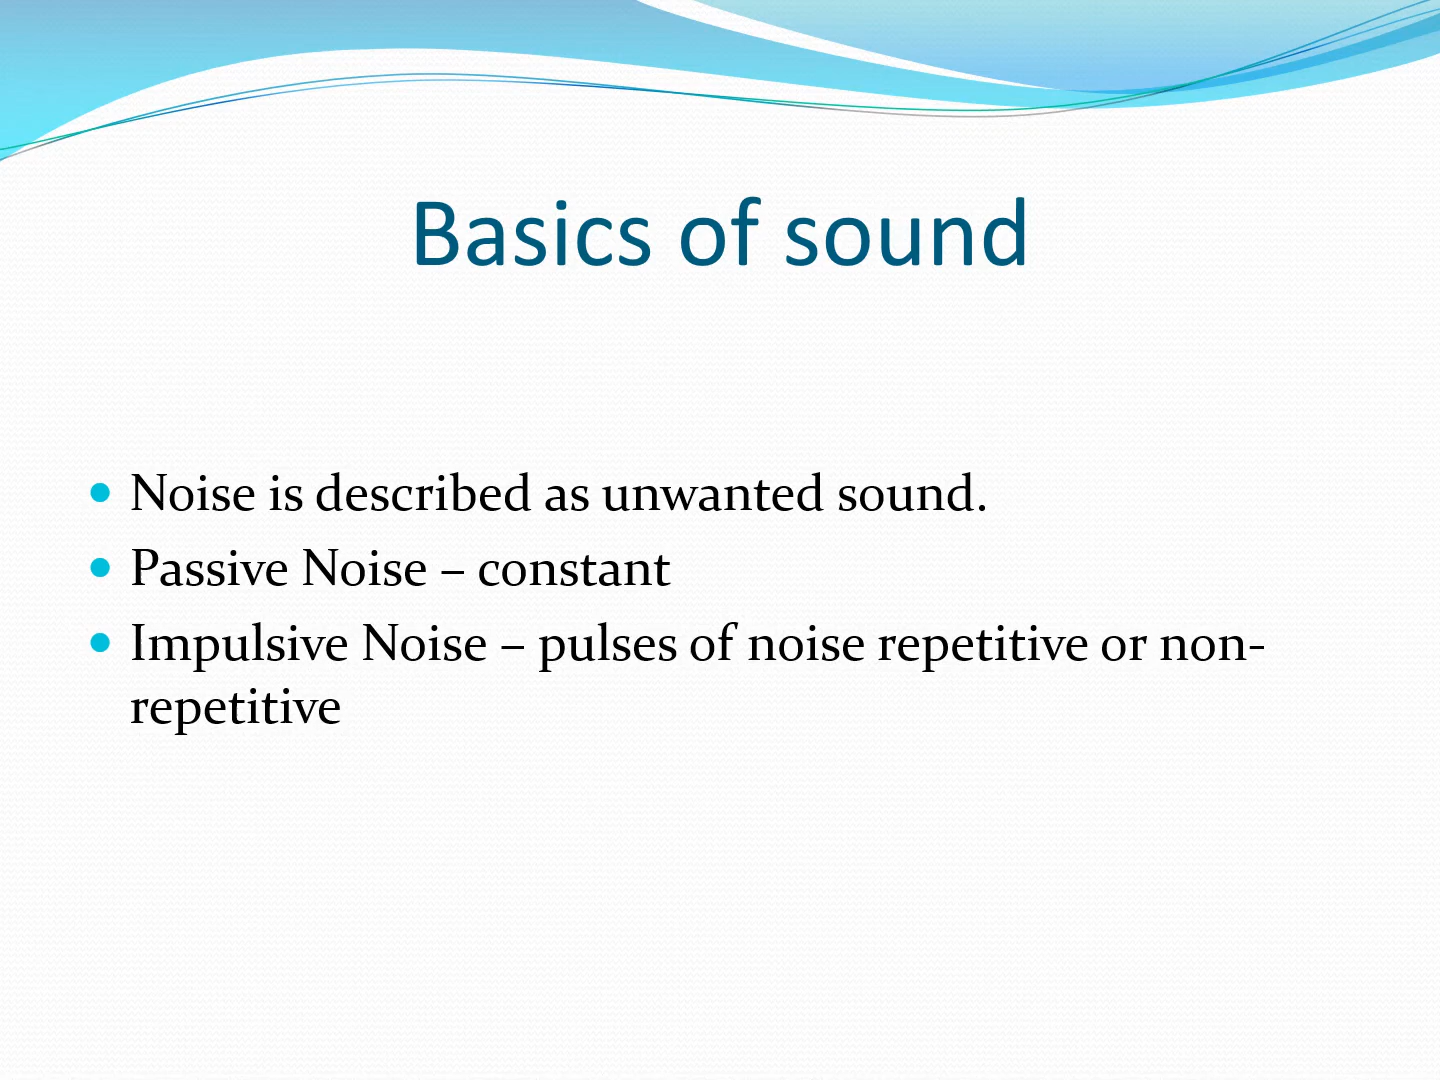 Basics of sound
• Noise is described as unwanted sound.
• Passive Noise – constant
• Impulsive Noise – pulses of noise repetitive or non-
repetitive